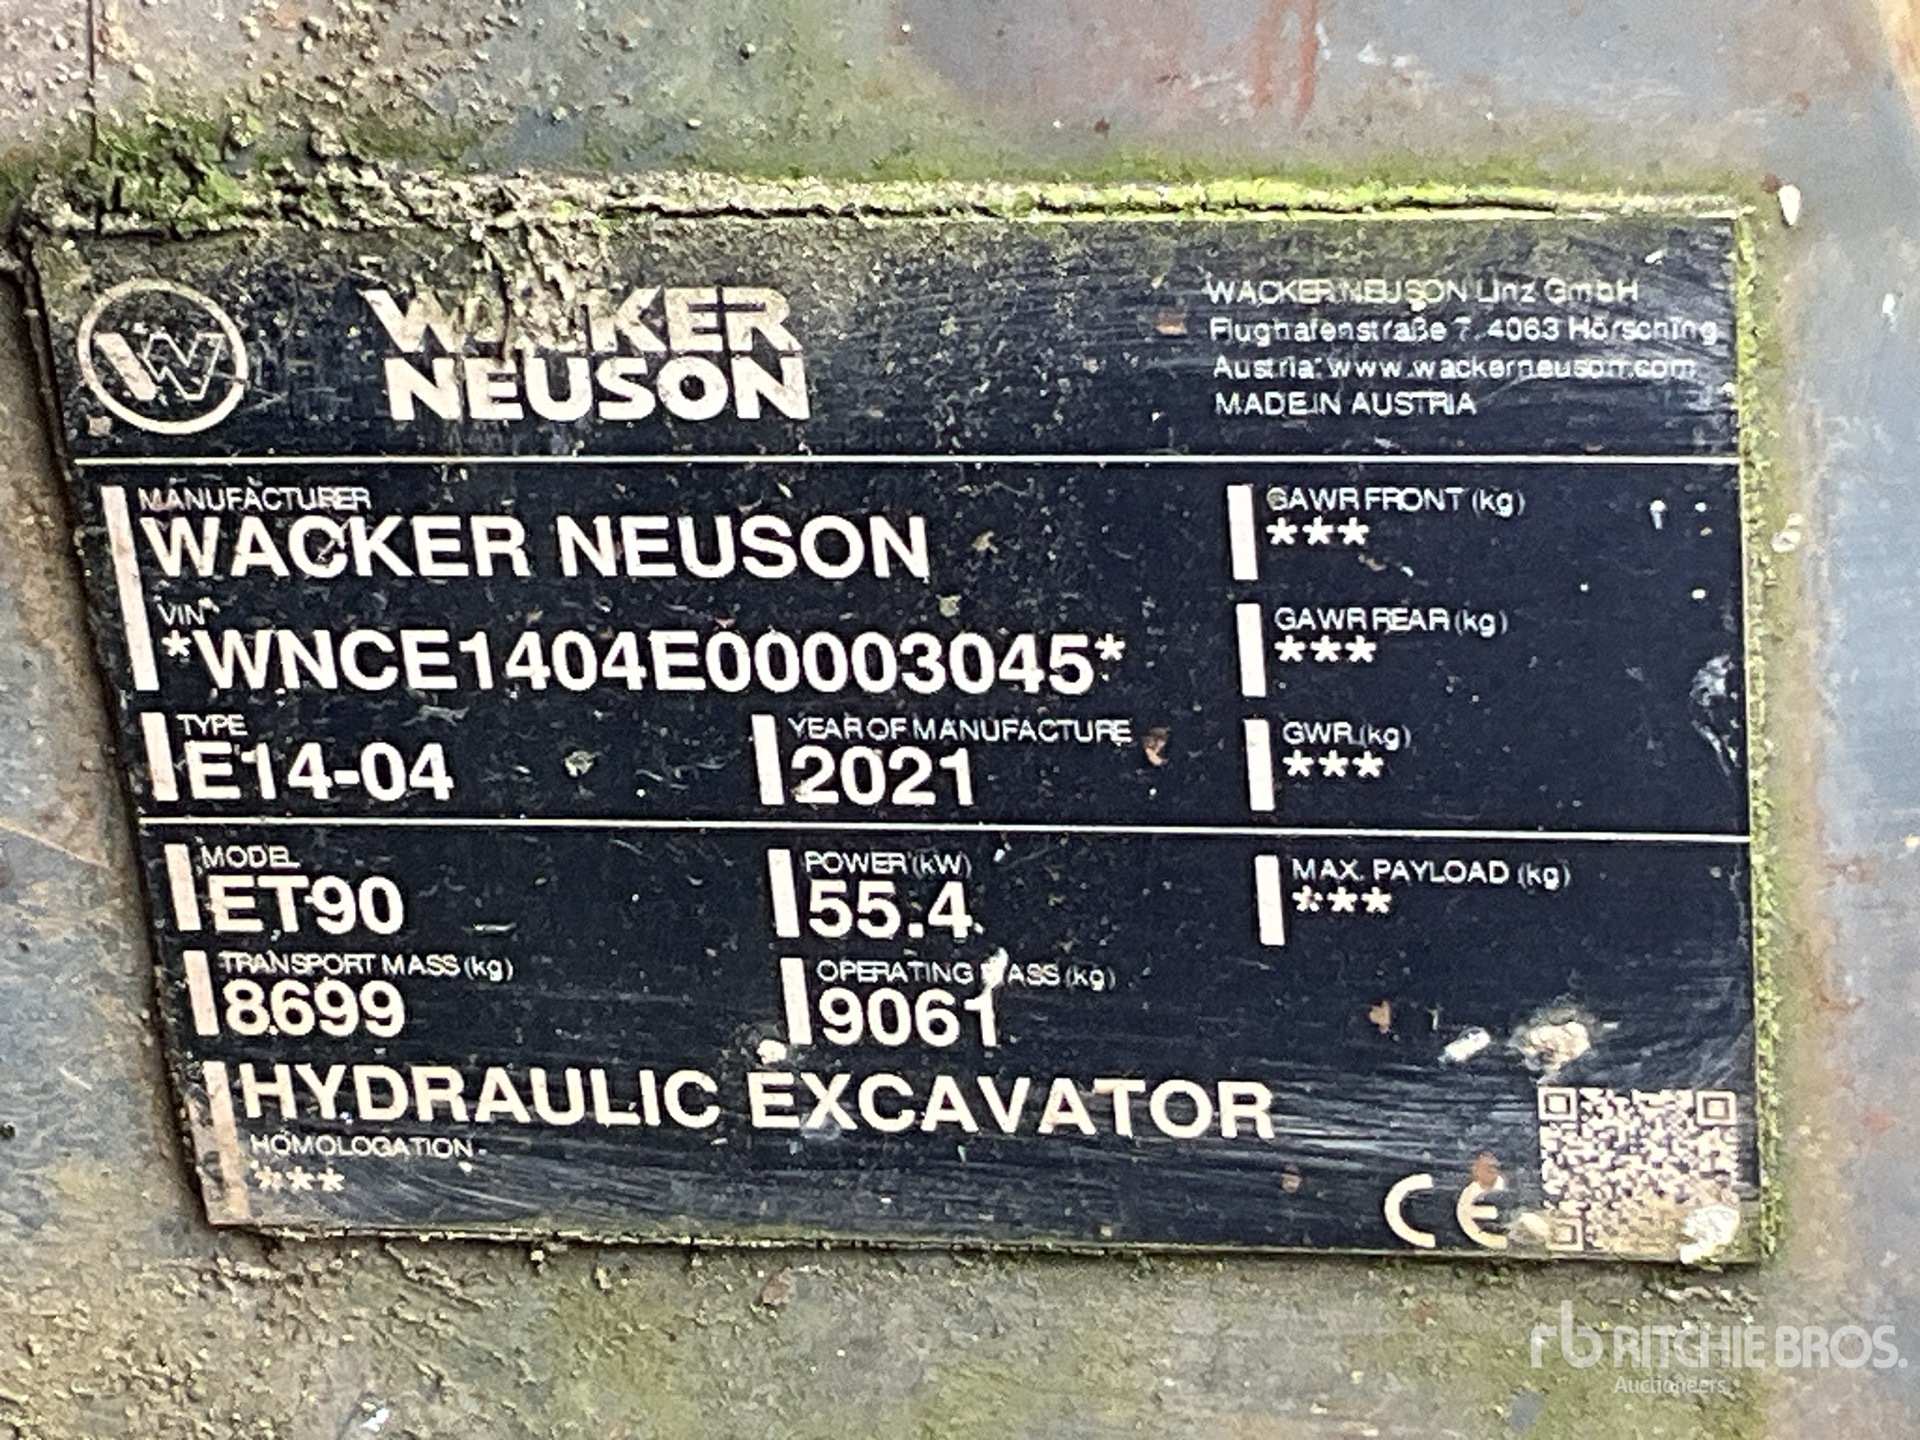 WACKER
NEUSON
WACKER NEUSON Linz GmbH
Flughafenstraße 7, 4063 Hörsching
Austria, www.wackerneuson.com
MADE IN AUSTRIA
MANUFACTURER
WACKER NEUSON
VIN
*WNCE1404E00003045*
TYPE
E14-04
YEAR OF MANUFACTURE
2021
GAWR FRONT (kg)
***
GAWR REAR (kg)
***
GWR (kg)
***
MODEL
ET90
POWER (kW)
55.4
MAX. PAYLOAD (kg)
***
TRANSPORT MASS (kg)
8699
OPERATING MASS (kg)
9061
HYDRAULIC EXCAVATOR
HOMOLOGATION
***
CE
rb RITCHIE BROS.
Auctioneers